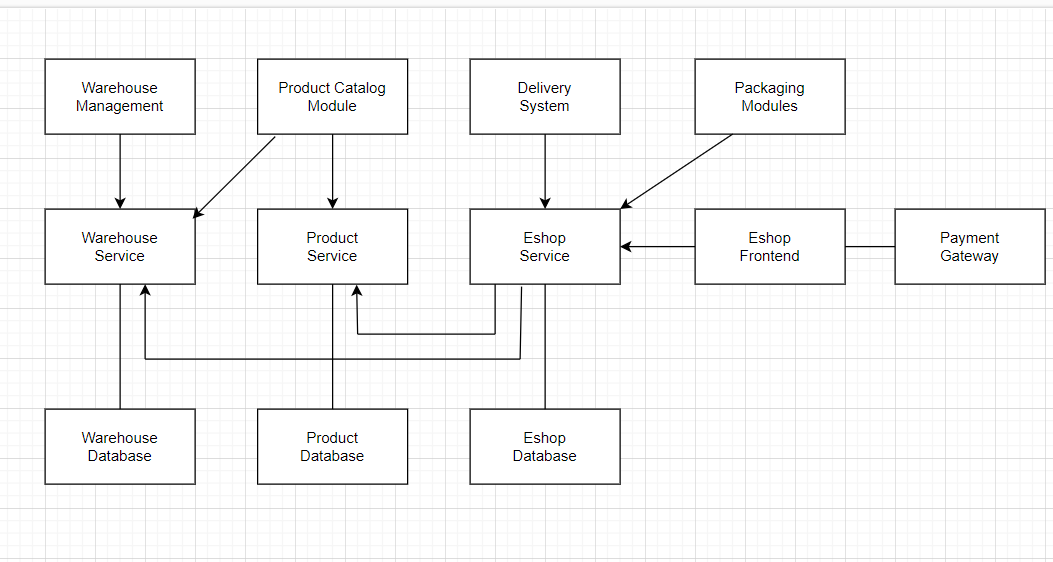 Warehouse
Management
Product Catalog
Module
Delivery
System
Packaging
Modules
Warehouse
Service
Product
Service
Eshop
Service
Eshop
Frontend
Payment
Gateway
Warehouse
Database
Product
Database
Eshop
Database